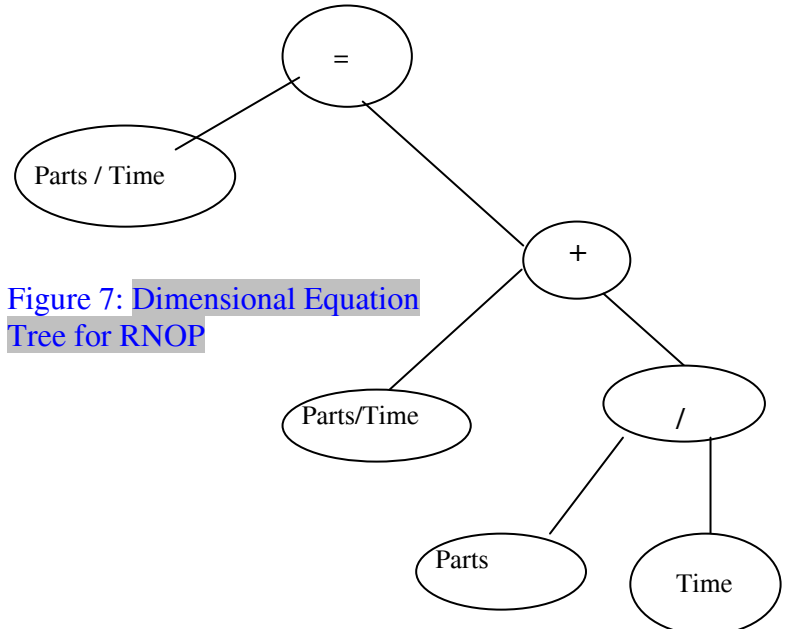 =
Parts / Time
+
Figure 7: Dimensional Equation
Tree for RNOP
Parts/Time
/
Parts
Time